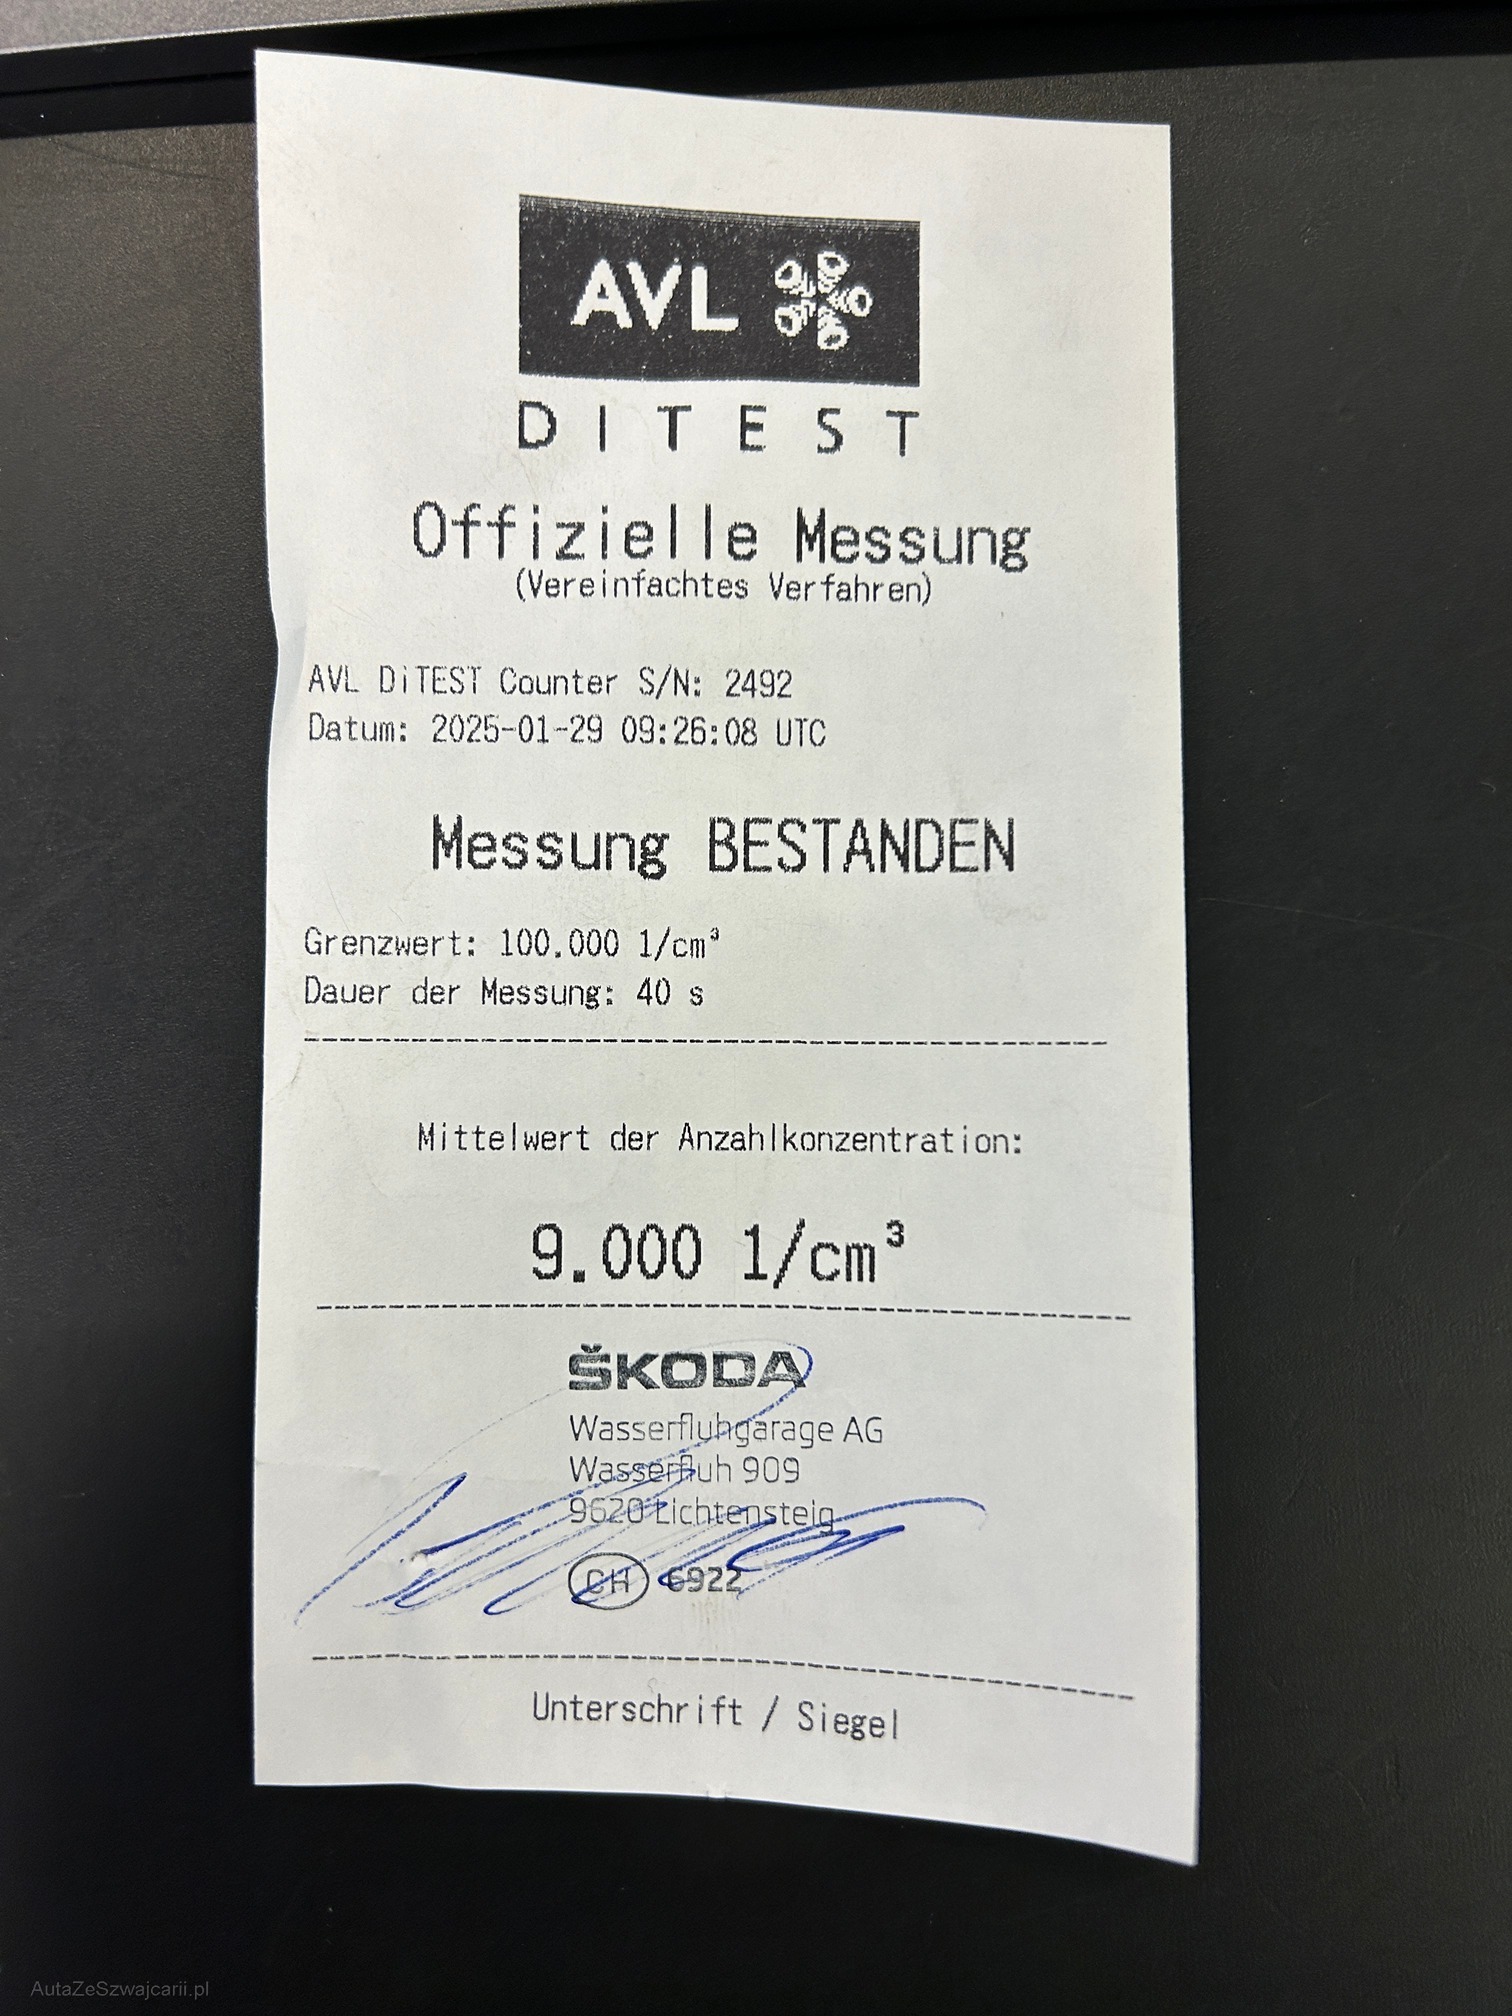 AVL
DITEST
Offizielle Messung
(Vereinfachtes Verfahren)
AVL DiTEST Counter S/N: 2492
Datum: 2025-01-29 09:26:08 UTC
Messung BESTANDEN
Grenzwert: 100.000 1/cm³
Dauer der Messung: 40 s
Mittelwert der Anzahlkonzentration:
9.000 1/cm³
ŠKODA
Wasserfluhgarage AG
Wasserfluh 909
9620 Lichtensteig
CH 6922
Unterschrift / Siegel
AutaZeSzwajcarii.pl